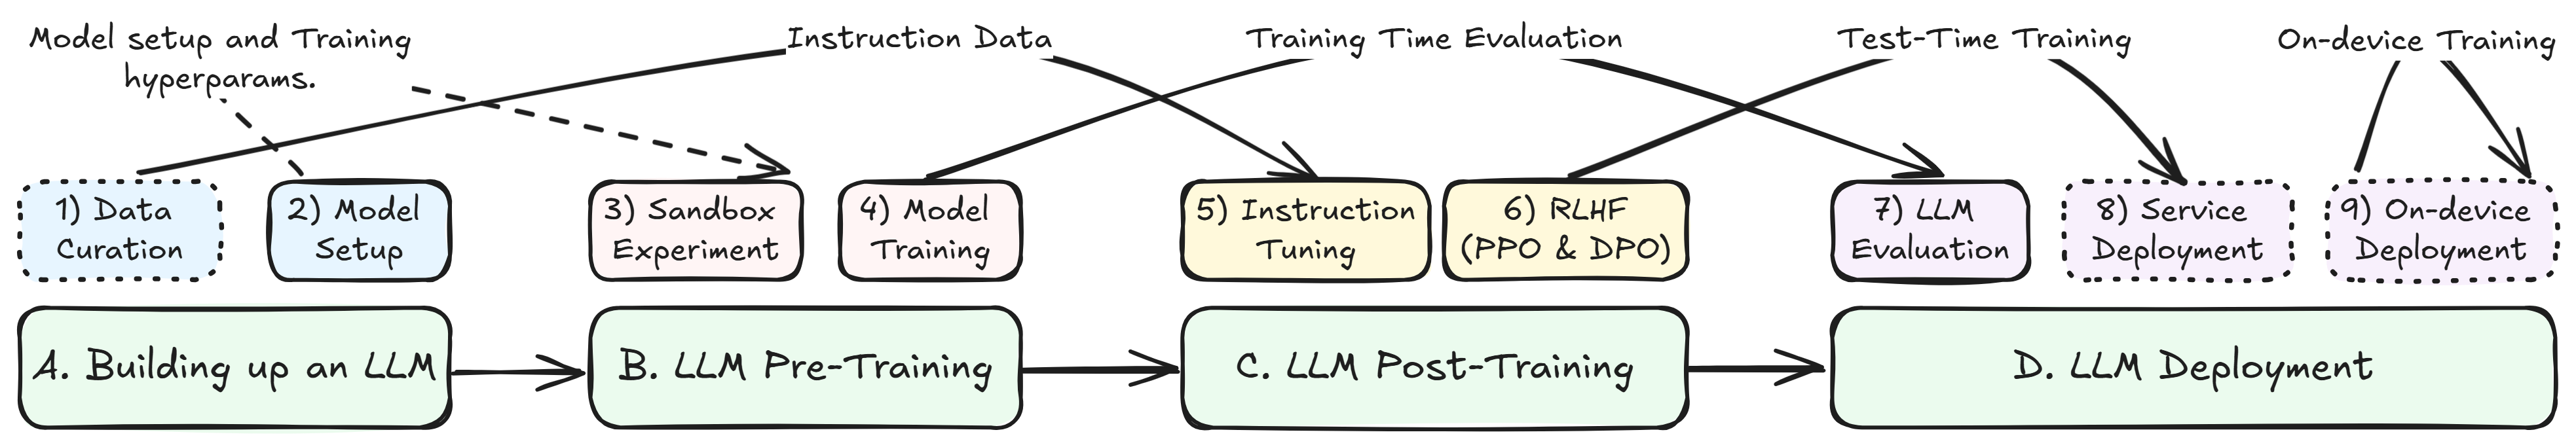 Model setup and Training
hyperparams.
Instruction Data
Training Time Evaluation
Test-Time Training
On-device Training
1) Data
Curation
2) Model
Setup
3) Sandbox
Experiment
4) Model
Training
5) Instruction
Tuning
6) RLHF
(PPO & DPO)
7) LLM
Evaluation
8) Service
Deployment
9) On-device
Deployment
A. Building up an LLM
B. LLM Pre-Training
C. LLM Post-Training
D. LLM Deployment